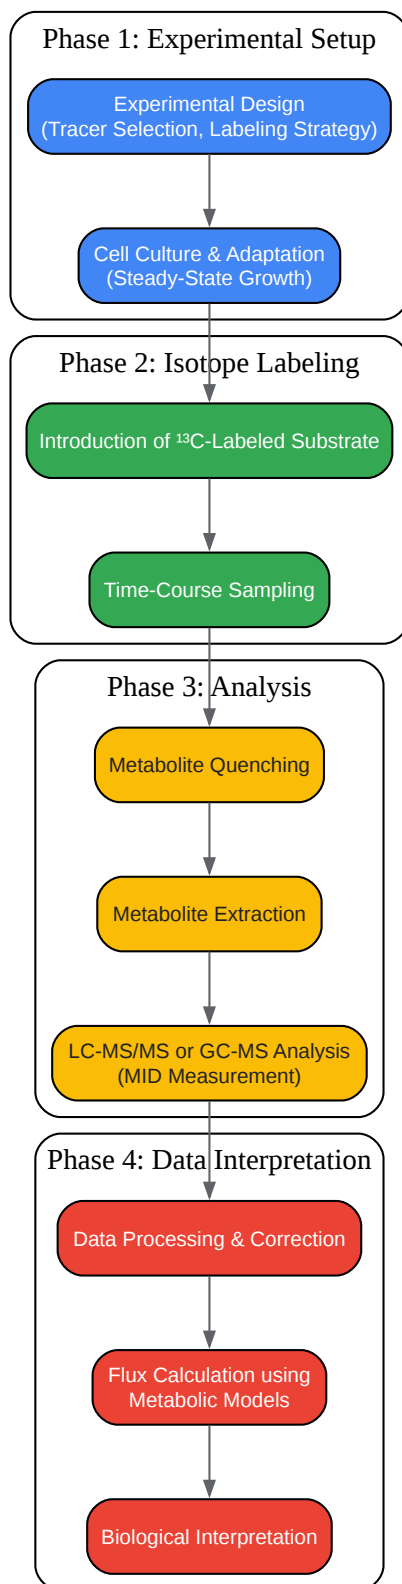 Phase 1: Experimental Setup
Experimental Design
(Tracer Selection, Labeling Strategy)
Cell Culture & Adaptation
(Steady-State Growth)
Phase 2: Isotope Labeling
Introduction of ¹³C-Labeled Substrate
Time-Course Sampling
Phase 3: Analysis
Metabolite Quenching
Metabolite Extraction
LC-MS/MS or GC-MS Analysis
(MID Measurement)
Phase 4: Data Interpretation
Data Processing & Correction
Flux Calculation using
Metabolic Models
Biological Interpretation